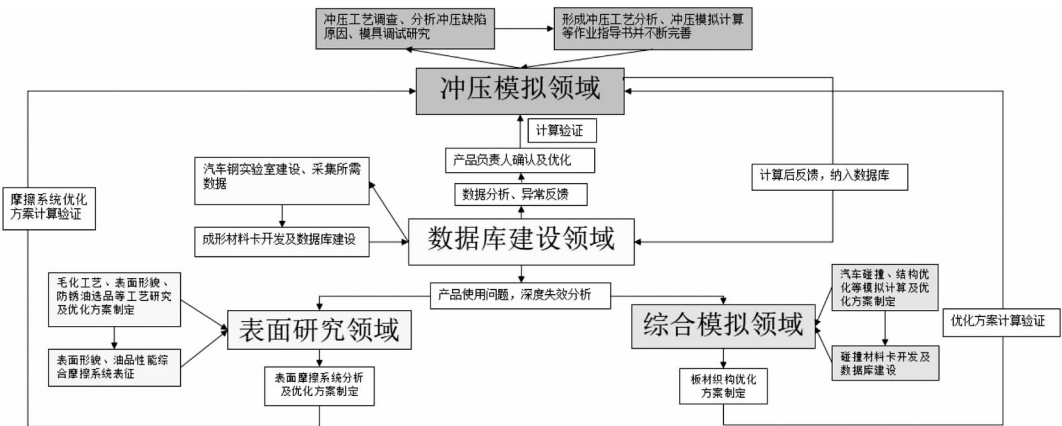 冲压工艺调查、分析冲压缺陷
原因、模具调试研究
形成冲压工艺分析、冲压模拟计算
等作业指导书并不断完善
冲压模拟领域
计算验证
产品负责人确认及优化
数据分析、异常反馈
汽车钢实验室建设、采集所需
数据
成形材料卡开发及数据库建设
数据库建设领域
计算后反馈，纳入数据库
摩擦系统优化
方案计算验证
产品使用问题，深度失效分析
毛化工艺、表面形貌、
防锈油选品等工艺研究
及优化方案制定
表面形貌、油品性能综
合摩擦系统表征
表面研究领域
表面摩擦系统分析
及优化方案制定
综合模拟领域
板材织构优化
方案制定
汽车碰撞、结构
优化等模拟计算及优
化方案制定
碰撞材料卡开发及
数据库建设
优化方案计算验证